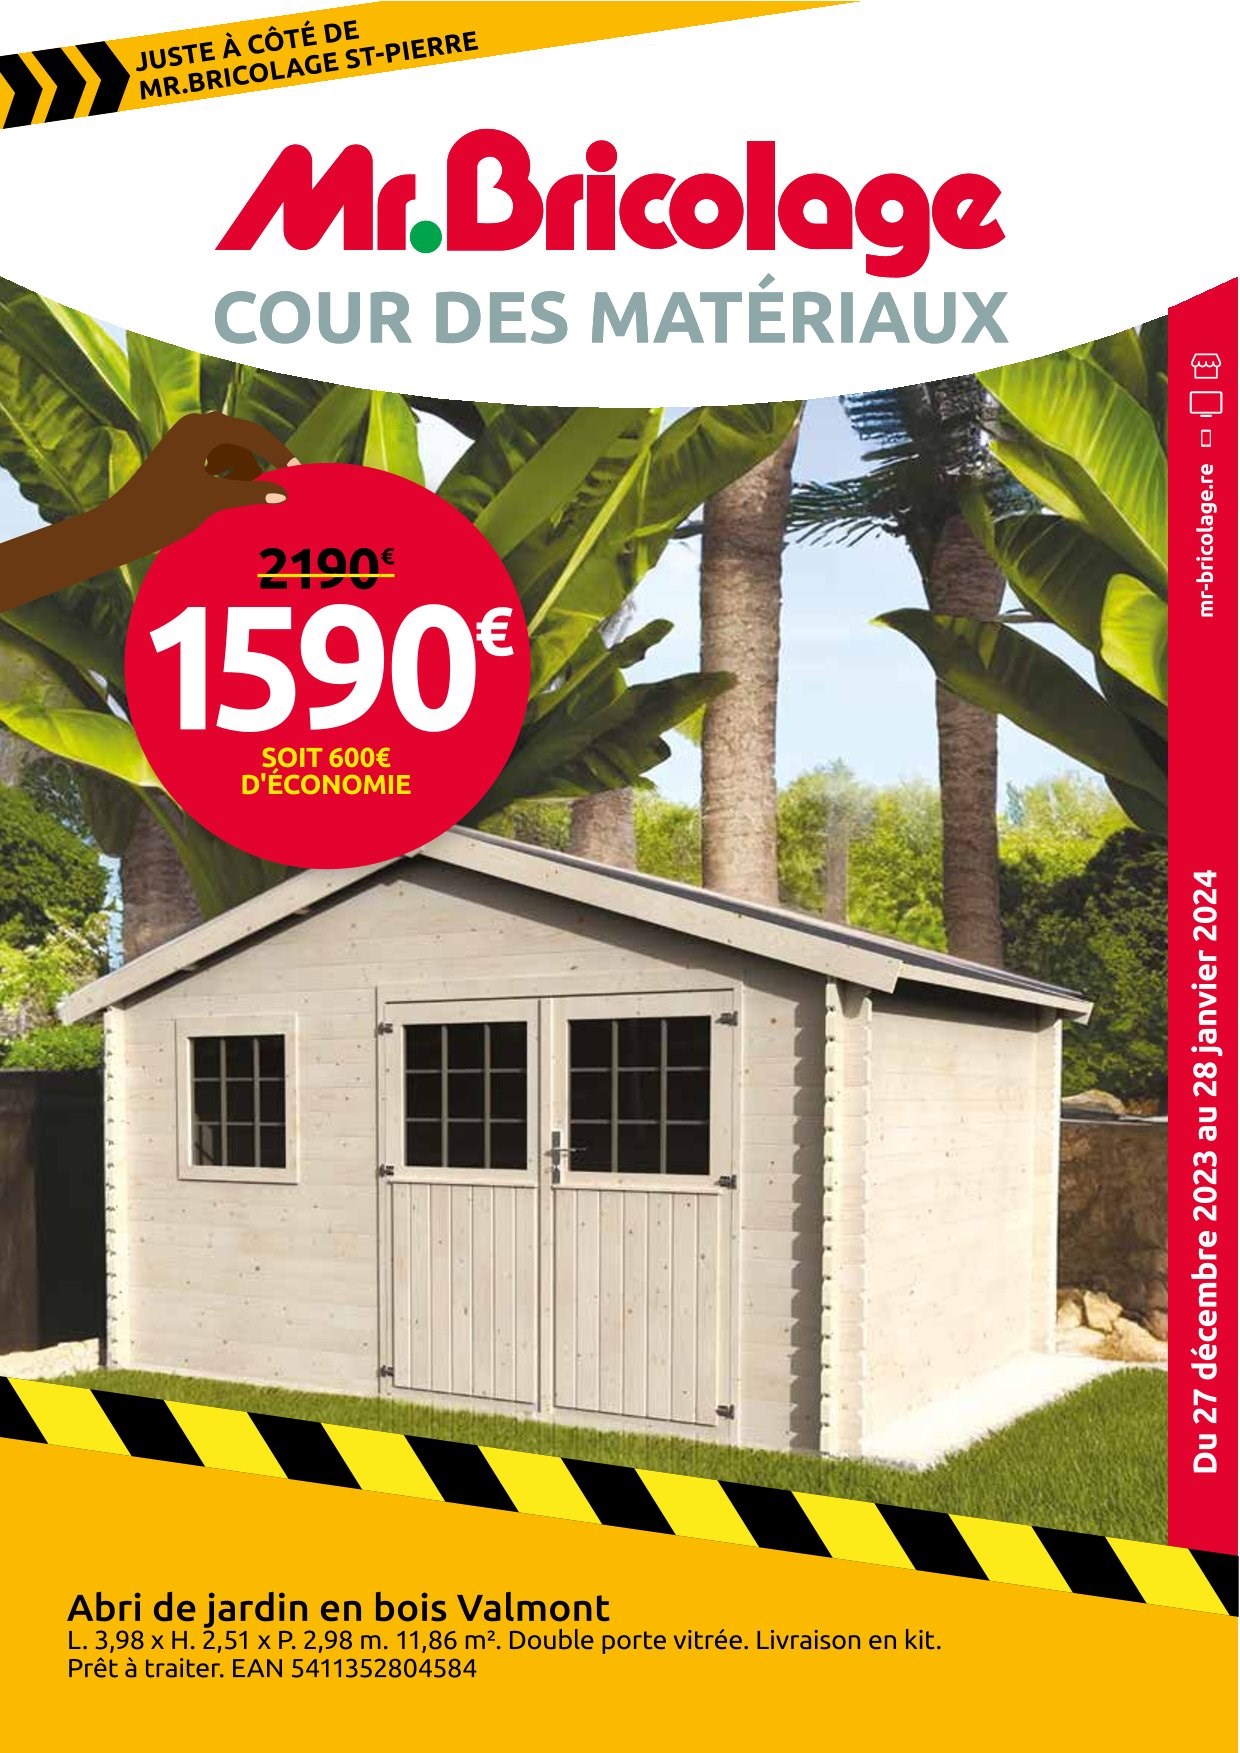 JUSTE À CÔTÉ DE
MR.BRICOLAGE ST-PIERRE
Mr.Bricolage
COUR DES MATÉRIAUX
mr-bricolage.re
2190€
1590€
SOIT 600€
D'ÉCONOMIE
Du 27 décembre 2023 au 28 janvier 2024
Abri de jardin en bois Valmont
L. 3,98 x H. 2,51 x P. 2,98 m. 11,86 m². Double porte vitrée. Livraison en kit.
Prêt à traiter. EAN 5411352804584